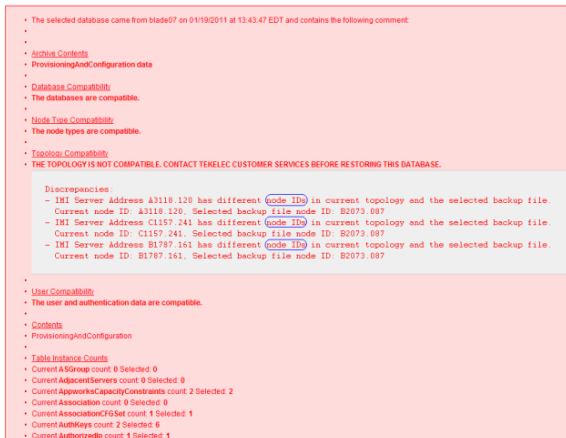 The selected database came from blade07 on 01/19/2011 at 13:43:47 EDT and contains the following comment:
Archive Contents
ProvisioningAndConfiguration data
Database Compatibility
The databases are compatible.
Node Type Compatibility
The node types are compatible.
Topology Compatibility
THE TOPOLOGY IS NOT COMPATIBLE. CONTACT TEKELEC CUSTOMER SERVICES BEFORE RESTORING THIS DATABASE.
Discrepancies:
- IMI Server Address A3118.120 has different node IDs in current topology and the selected backup file.
Current node ID: A3118.120, Selected backup file node ID: B2073.087
- IMI Server Address C1157.241 has different node IDs in current topology and the selected backup file.
Current node ID: C1157.241, Selected backup file node ID: B2073.087
- IMI Server Address B1787.161 has different node IDs in current topology and the selected backup file.
Current node ID: B1787.161, Selected backup file node ID: B2073.087
User Compatibility
The user and authentication data are compatible.
Contents
ProvisioningAndConfiguration
Table Instance Counts
Current ASGroup count: 0 Selected: 0
Current AdjacentServers count: 0 Selected: 0
Current AppworksCapacityConstraints count: 2 Selected: 2
Current Association count: 0 Selected: 0
Current AssociationCFGSet count: 1 Selected: 1
Current AuthKeys count: 2 Selected: 6
Current AuthorizedIp count: 1 Selected: 1